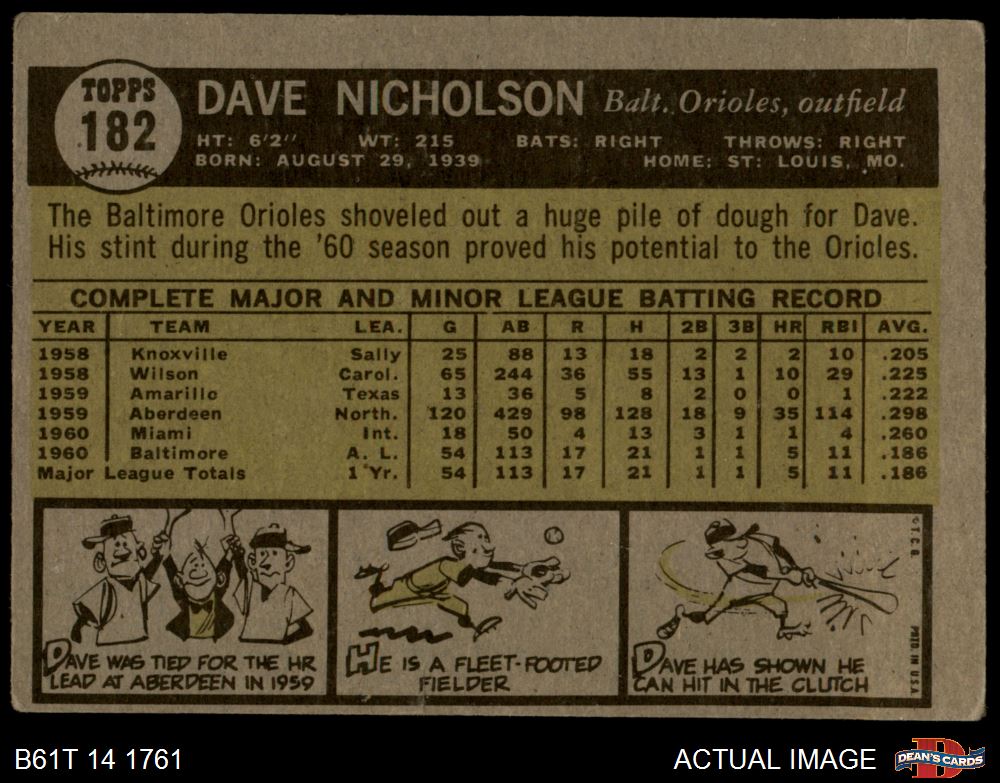 TOPPS
182
DAVE NICHOLSON Balt. Orioles, outfield
HT: 6'2" WT: 215 BATS: RIGHT THROWS: RIGHT
BORN: AUGUST 29, 1939 HOME: ST: LOUIS, MO.
The Baltimore Orioles shoveled out a huge pile of dough for Dave.
His stint during the '60 season proved his potential to the Orioles.
COMPLETE MAJOR AND MINOR LEAGUE BATTING RECORD
YEAR TEAM LEA. G AB R H 2B 3B HR RBI AVG.
1958 Knoxville Sally 25 88 13 18 2 2 2 10 .205
1958 Wilson Carol. 65 244 36 55 13 1 10 29 .225
1959 Amarillo Texas 13 36 5 8 2 0 0 1 .222
1959 Aberdeen North. 120 429 98 128 18 9 35 114 .298
1960 Miami Int. 18 50 4 13 3 1 1 4 .260
1960 Baltimore A. L. 54 113 17 21 1 1 5 11 .186
Major League Totals 1 Yr. 54 113 17 21 1 1 5 11 .186
DAVE WAS TIED FOR THE HR
LEAD AT ABERDEEN IN 1959
HE IS A FLEET-FOOTED
FIELDER
DAVE HAS SHOWN HE
CAN HIT IN THE CLUTCH
© T.C.G.
PRTD. IN U.S.A.
B61T 14 1761
ACTUAL IMAGE
D
DEAN'S CARDS